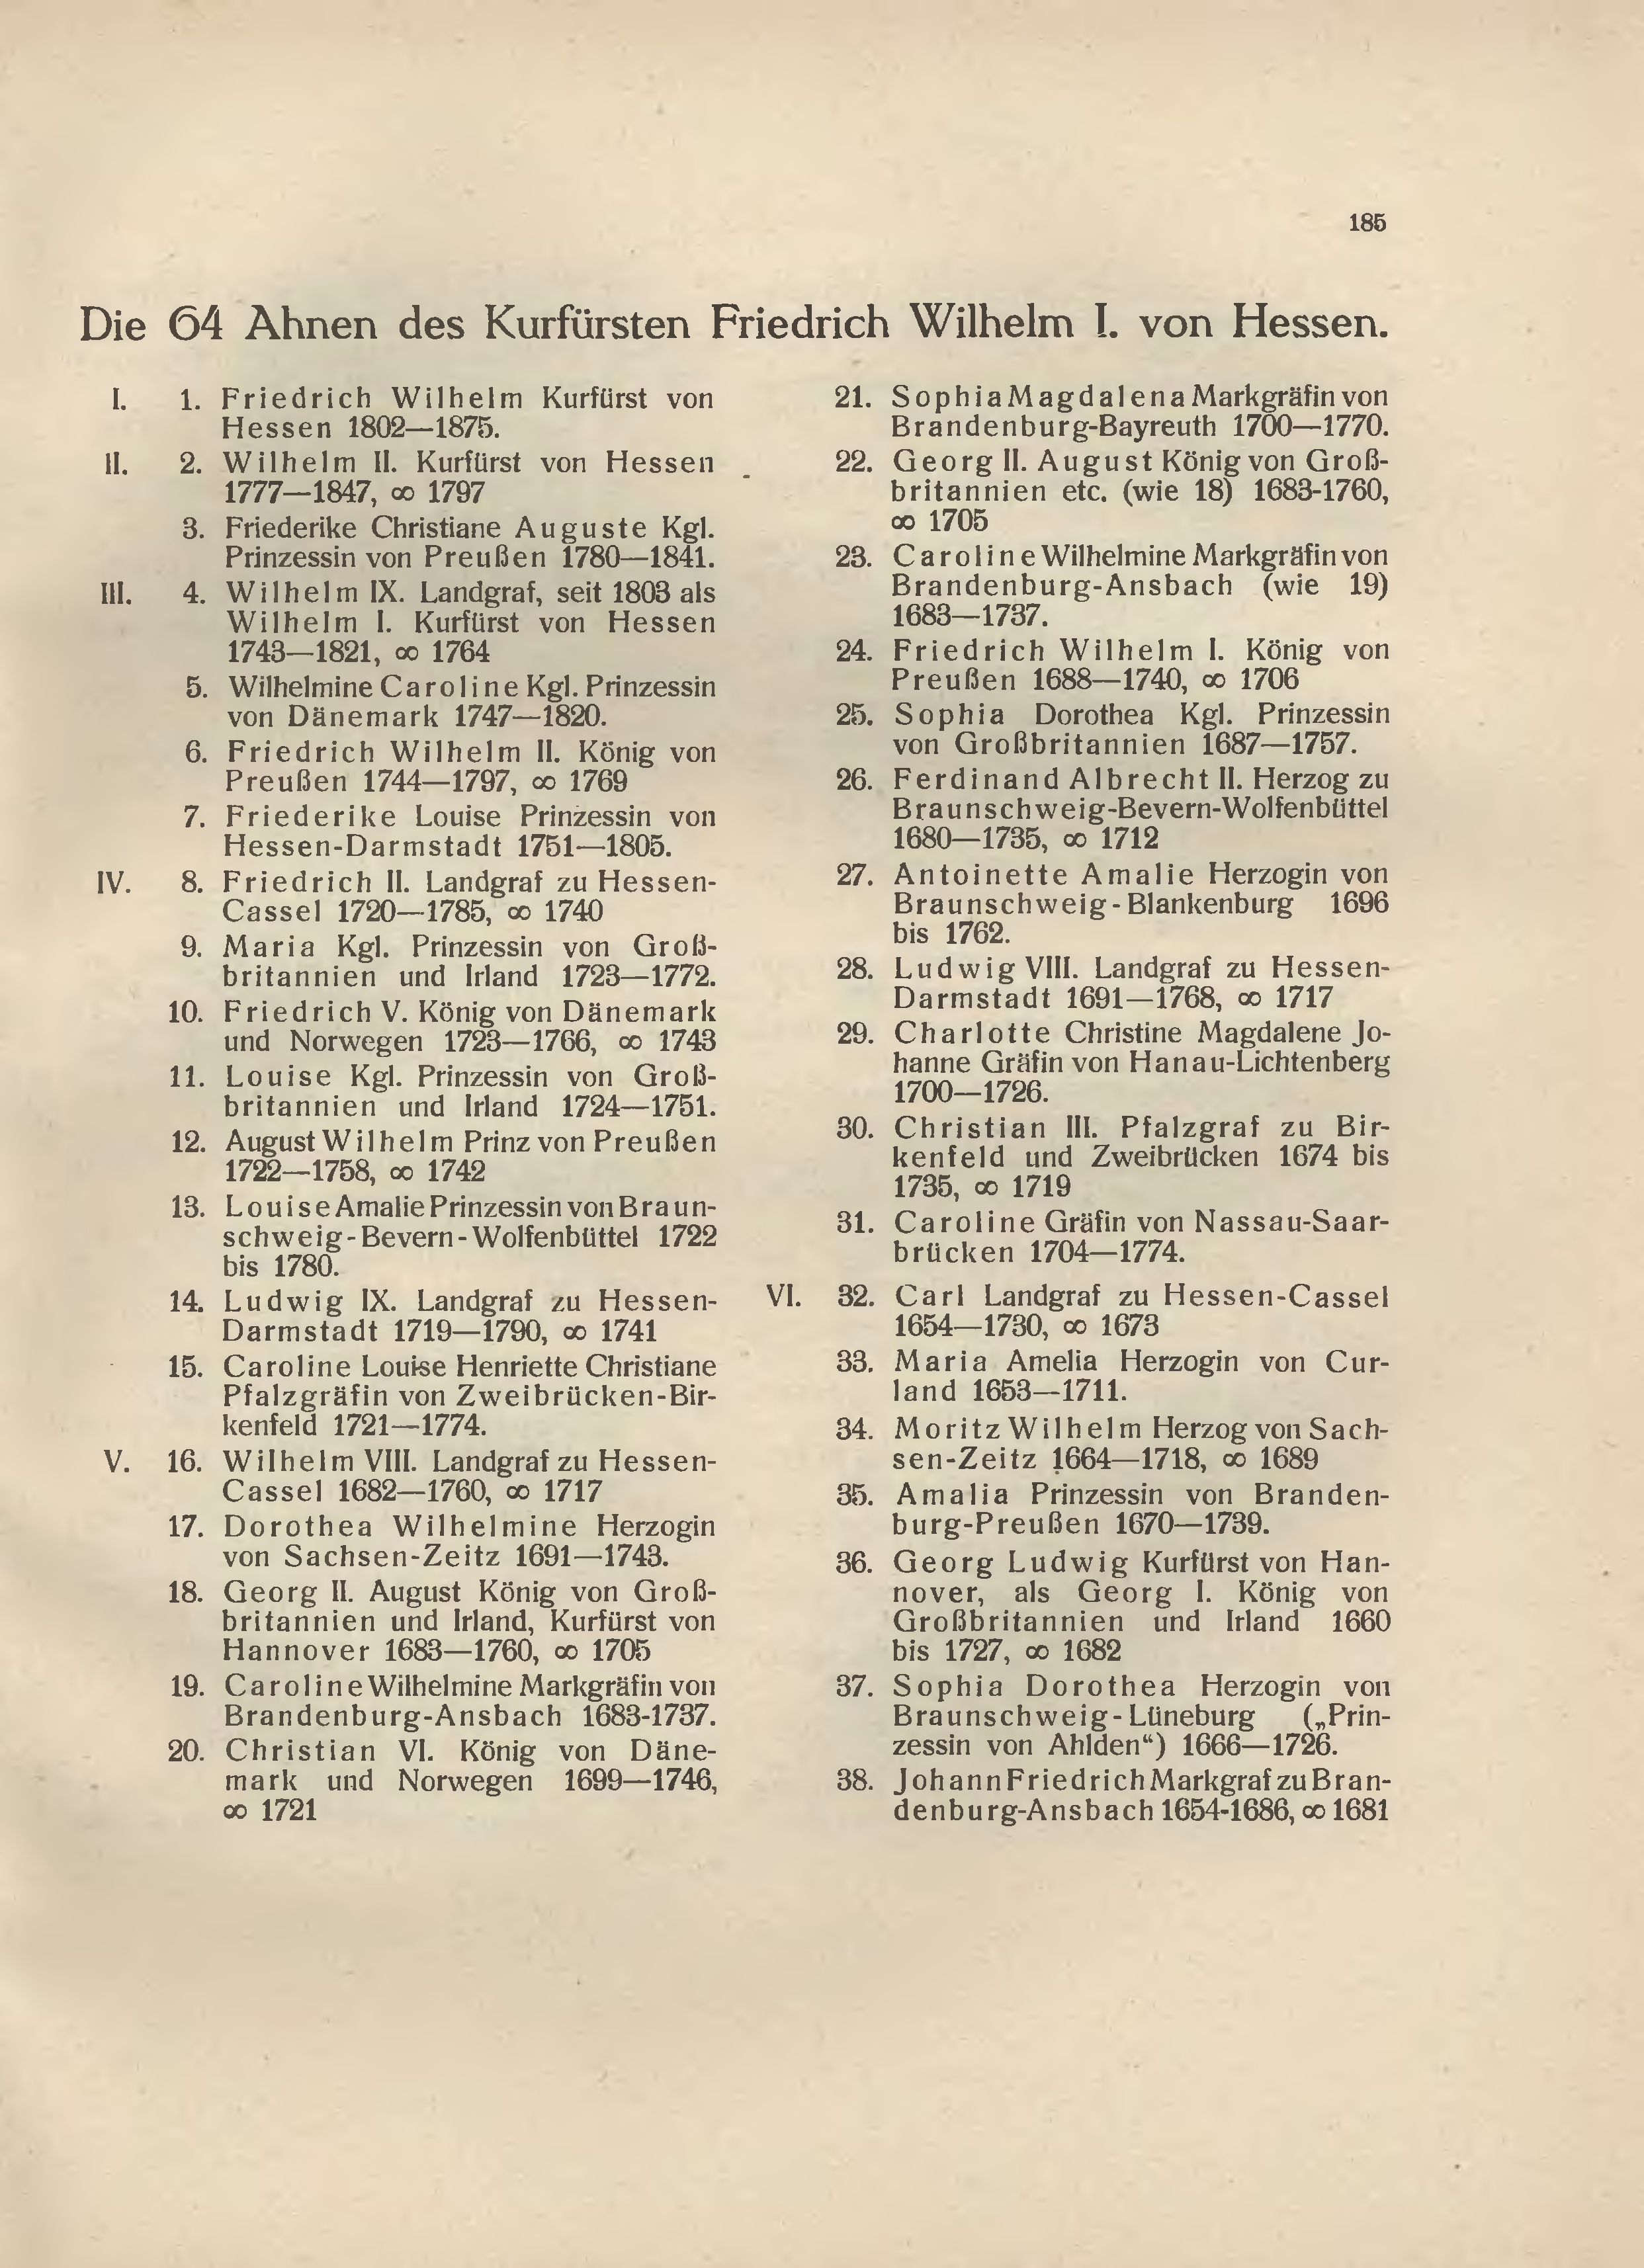 185
Die 64 Ahnen des Kurfürsten Friedrich Wilhelm I. von Hessen.
I. 1. Friedrich Wilhelm Kurfürst von
Hessen 1802—1875.
II. 2. Wilhelm II. Kurfürst von Hessen
1777—1847, ∞ 1797
3. Friederike Christiane Auguste Kgl.
Prinzessin von Preußen 1780—1841.
III. 4. Wilhelm IX. Landgraf, seit 1803 als
Wilhelm I. Kurfürst von Hessen
1743—1821, ∞ 1764
5. Wilhelmine Caroline Kgl. Prinzessin
von Dänemark 1747—1820.
6. Friedrich Wilhelm II. König von
Preußen 1744—1797, ∞ 1769
7. Friederike Louise Prinzessin von
Hessen-Darmstadt 1751—1805.
IV. 8. Friedrich II. Landgraf zu Hessen-
Cassel 1720—1785, ∞ 1740
9. Maria Kgl. Prinzessin von Groß-
britannien und Irland 1723—1772.
10. Friedrich V. König von Dänemark
und Norwegen 1723—1766, ∞ 1743
11. Louise Kgl. Prinzessin von Groß-
britannien und Irland 1724—1751.
12. August Wilhelm Prinz von Preußen
1722—1758, ∞ 1742
13. Louise Amalie Prinzessin von Braun-
schweig-Bevern-Wolfenbüttel 1722
bis 1780.
14. Ludwig IX. Landgraf zu Hessen-
Darmstadt 1719—1790, ∞ 1741
15. Caroline Louise Henriette Christiane
Pfalzgräfin von Zweibrücken-Bir-
kenfeld 1721—1774.
V. 16. Wilhelm VIII. Landgraf zu Hessen-
Cassel 1682—1760, ∞ 1717
17. Dorothea Wilhelmine Herzogin
von Sachsen-Zeitz 1691—1743.
18. Georg II. August König von Groß-
britannien und Irland, Kurfürst von
Hannover 1683—1760, ∞ 1705
19. Caroline Wilhelmine Markgräfin von
Brandenburg-Ansbach 1683-1737.
20. Christian VI. König von Däne-
mark und Norwegen 1699—1746,
∞ 1721
21. Sophia Magdalena Markgräfin von
Brandenburg-Bayreuth 1700—1770.
22. Georg II. August König von Groß-
britannien etc. (wie 18) 1683-1760,
∞ 1705
23. Caroline Wilhelmine Markgräfin von
Brandenburg-Ansbach (wie 19)
1683—1737.
24. Friedrich Wilhelm I. König von
Preußen 1688—1740, ∞ 1706
25. Sophia Dorothea Kgl. Prinzessin
von Großbritannien 1687—1757.
26. Ferdinand Albrecht II. Herzog zu
Braunschweig-Bevern-Wolfenbüttel
1680—1735, ∞ 1712
27. Antoinette Amalie Herzogin von
Braunschweig-Blankenburg 1696
bis 1762.
28. Ludwig VIII. Landgraf zu Hessen-
Darmstadt 1691—1768, ∞ 1717
29. Charlotte Christine Magdalene Jo-
hanne Gräfin von Hanau-Lichtenberg
1700—1726.
30. Christian III. Pfalzgraf zu Bir-
kenfeld und Zweibrücken 1674 bis
1735, ∞ 1719
31. Caroline Gräfin von Nassau-Saar-
brücken 1704—1774.
VI. 32. Carl Landgraf zu Hessen-Cassel
1654—1730, ∞ 1673
33. Maria Amelia Herzogin von Cur-
land 1653—1711.
34. Moritz Wilhelm Herzog von Sach-
sen-Zeitz 1664—1718, ∞ 1689
35. Amalia Prinzessin von Branden-
burg-Preußen 1670—1739.
36. Georg Ludwig Kurfürst von Han-
nover, als Georg I. König von
Großbritannien und Irland 1660
bis 1727, ∞ 1682
37. Sophia Dorothea Herzogin von
Braunschweig-Lüneburg („Prin-
zessin von Ahlden“) 1666—1726.
38. Johann Friedrich Markgraf zu Bran-
denburg-Ansbach 1654-1686, ∞ 1681